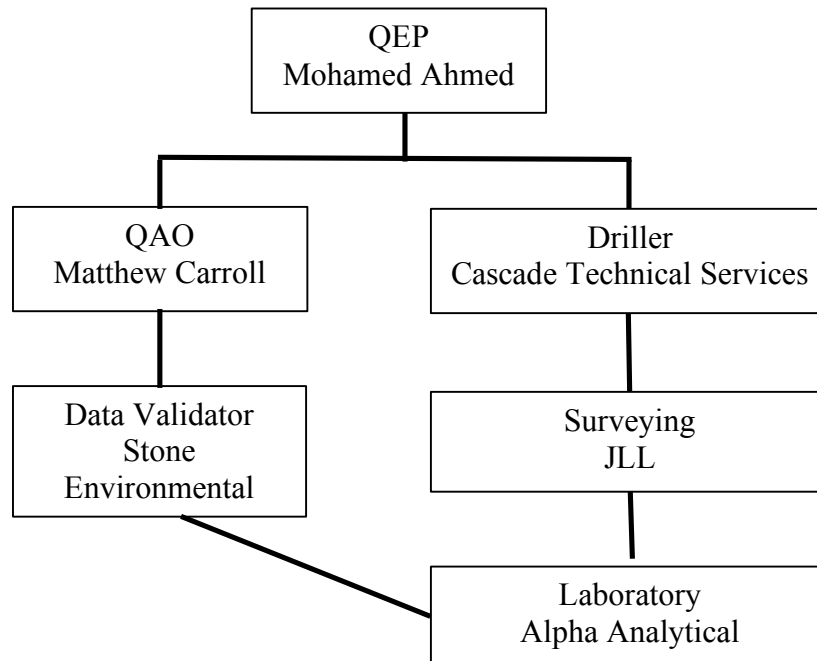 QEP
Mohamed Ahmed
QAO
Matthew Carroll
Driller
Cascade Technical Services
Data Validator
Stone
Environmental
Surveying
JLL
Laboratory
Alpha Analytical